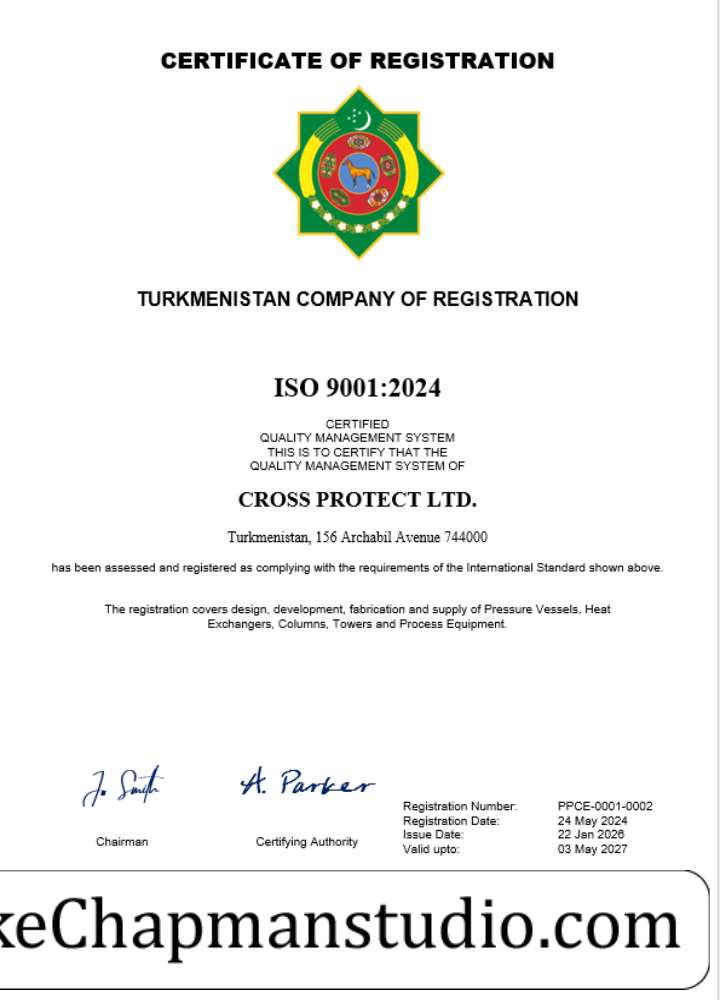 CERTIFICATE OF REGISTRATION
TURKMENISTAN COMPANY OF REGISTRATION
ISO 9001:2024
CERTIFIED
QUALITY MANAGEMENT SYSTEM
THIS IS TO CERTIFY THAT THE
QUALITY MANAGEMENT SYSTEM OF
CROSS PROTECT LTD.
Turkmenistan, 156 Archabil Avenue 744000
has been assessed and registered as complying with the requirements of the International Standard shown above.
The registration covers design, development, fabrication and supply of Pressure Vessels, Heat
Exchangers, Columns, Towers and Process Equipment.
J. Smith
A. Parker
Chairman
Certifying Authority
Registration Number: PPCE-0001-0002
Registration Date: 24 May 2024
Issue Date: 22 Jan 2026
Valid upto: 03 May 2027
keChapmanstudio.com